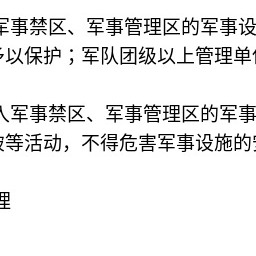 军事禁区、军事管理区的军事设
予以保护；军队团级以上管理单
入军事禁区、军事管理区的军事
等活动，不得危害军事设施的
理